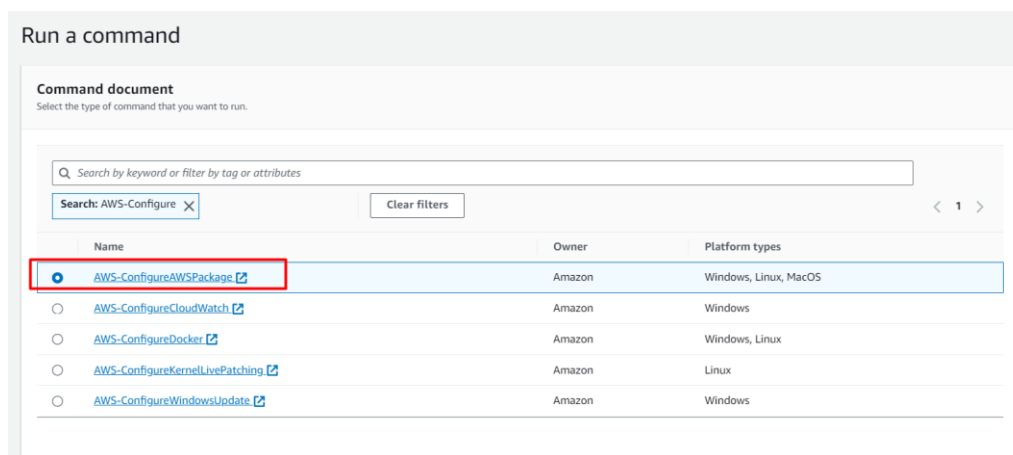 Run a command
Command document
Select the type of command that you want to run.
Search by keyword or filter by tag or attributes
Search: AWS-Configure
Clear filters
1
Name Owner Platform types
AWS-ConfigureAWSPackage Amazon Windows, Linux, MacOS
AWS-ConfigureCloudWatch Amazon Windows
AWS-ConfigureDocker Amazon Windows, Linux
AWS-ConfigureKernelLivePatching Amazon Linux
AWS-ConfigureWindowsUpdate Amazon Windows